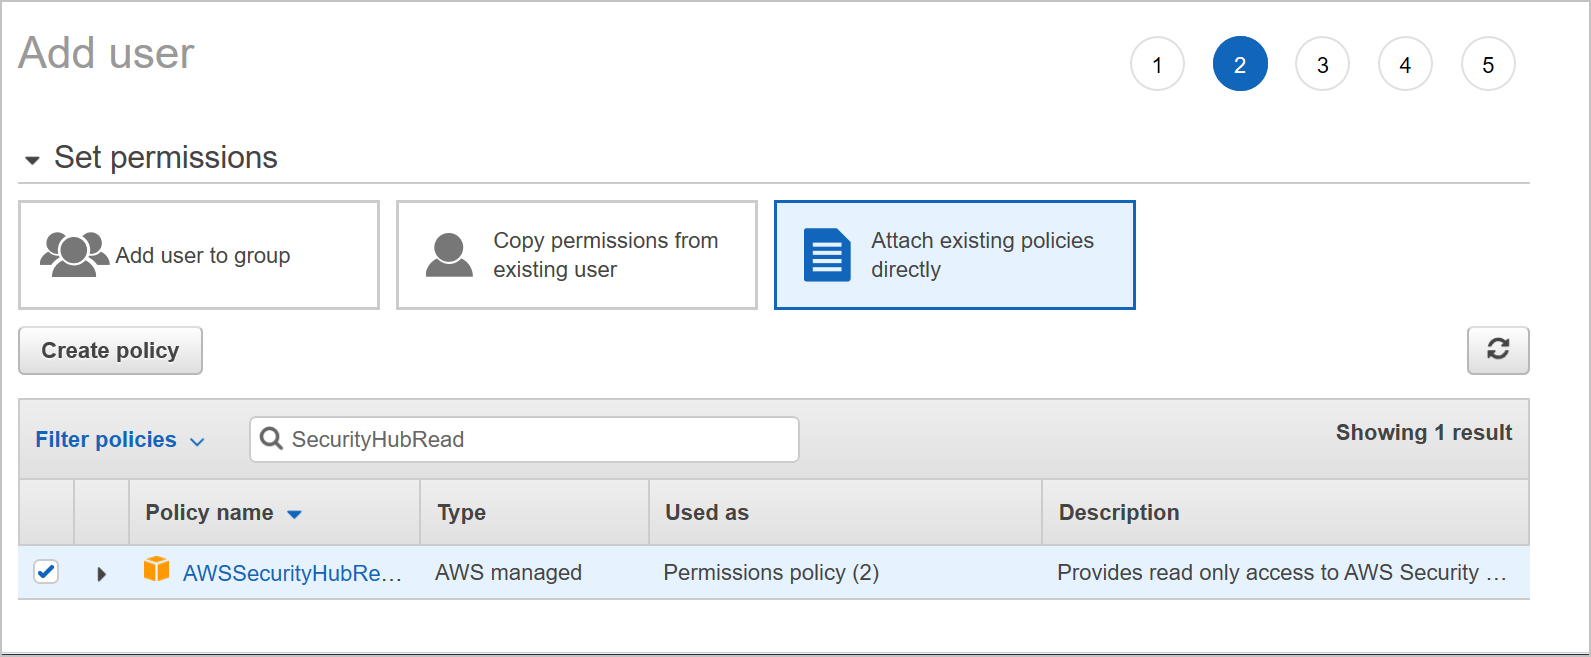 Add user
1 2 3 4 5
Set permissions
Add user to group
Copy permissions from
existing user
Attach existing policies
directly
Create policy
Filter policies
SecurityHubRead
Showing 1 result
Policy name Type Used as Description
AWSSecurityHubRe... AWS managed Permissions policy (2) Provides read only access to AWS Security ...